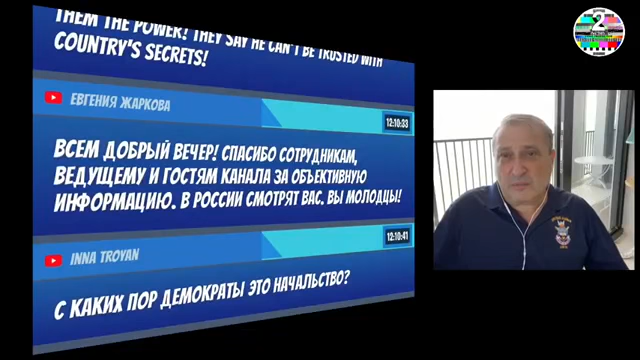 THEM THE POWER! THEY SAY HE CAN'T BE TRUSTED WITH
COUNTRY'S SECRETS!
ЕВГЕНИЯ ЖАРКОВА
12:10:33
ВСЕМ ДОБРЫЙ ВЕЧЕР! СПАСИБО СОТРУДНИКАМ,
ВЕДУЩЕМУ И ГОСТЯМ КАНАЛА ЗА ОБЪЕКТИВНУЮ
ИНФОРМАЦИЮ. В РОССИИ СМОТРЯТ ВАС. ВЫ МОЛОДЦЫ!
INNA TROYAN
12:10:41
С КАКИХ ПОР ДЕМОКРАТЫ ЭТО НАЧАЛЬСТВО?
2